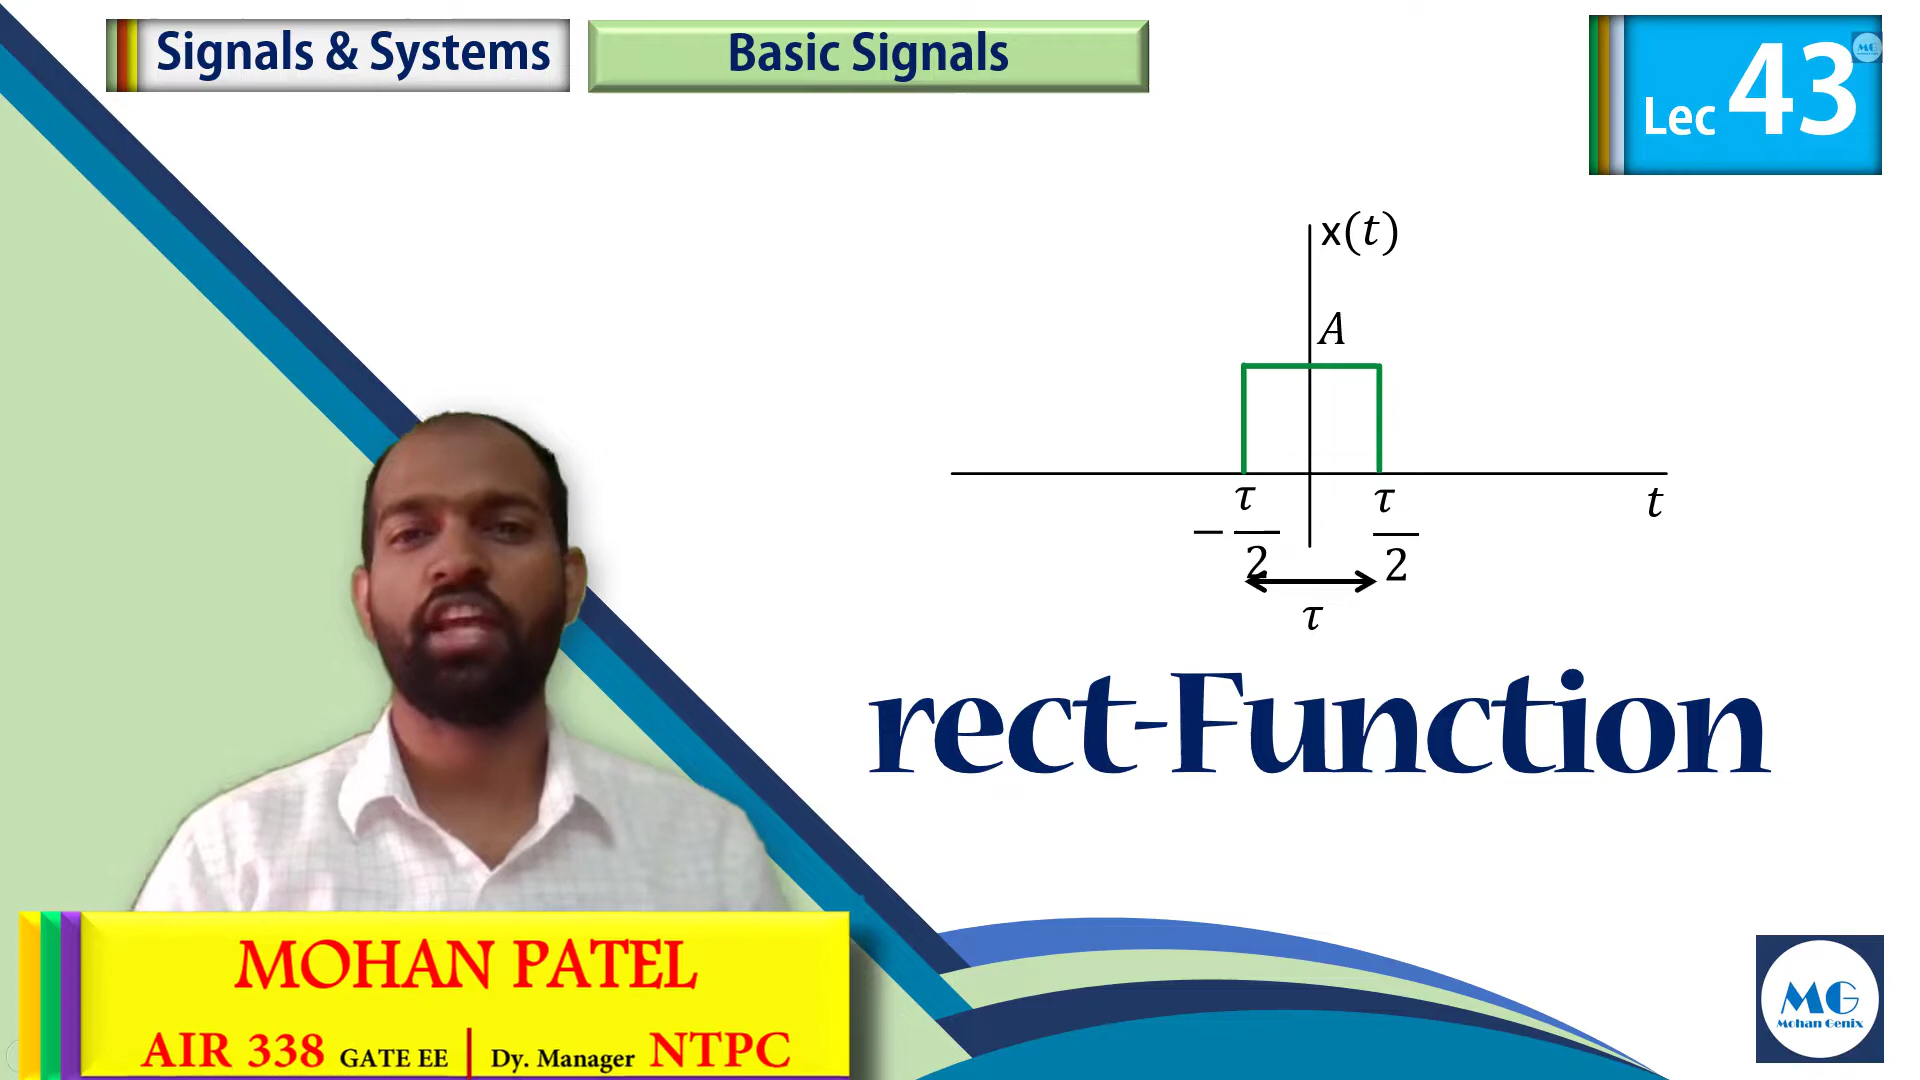 Signals & Systems
Basic Signals
Lec 43
MG
x(t)
A
t
−τ/2
τ/2
τ
rect-Function
MOHAN PATEL
AIR 338 GATE EE | Dy. Manager NTPC
MG
Mohan Genix